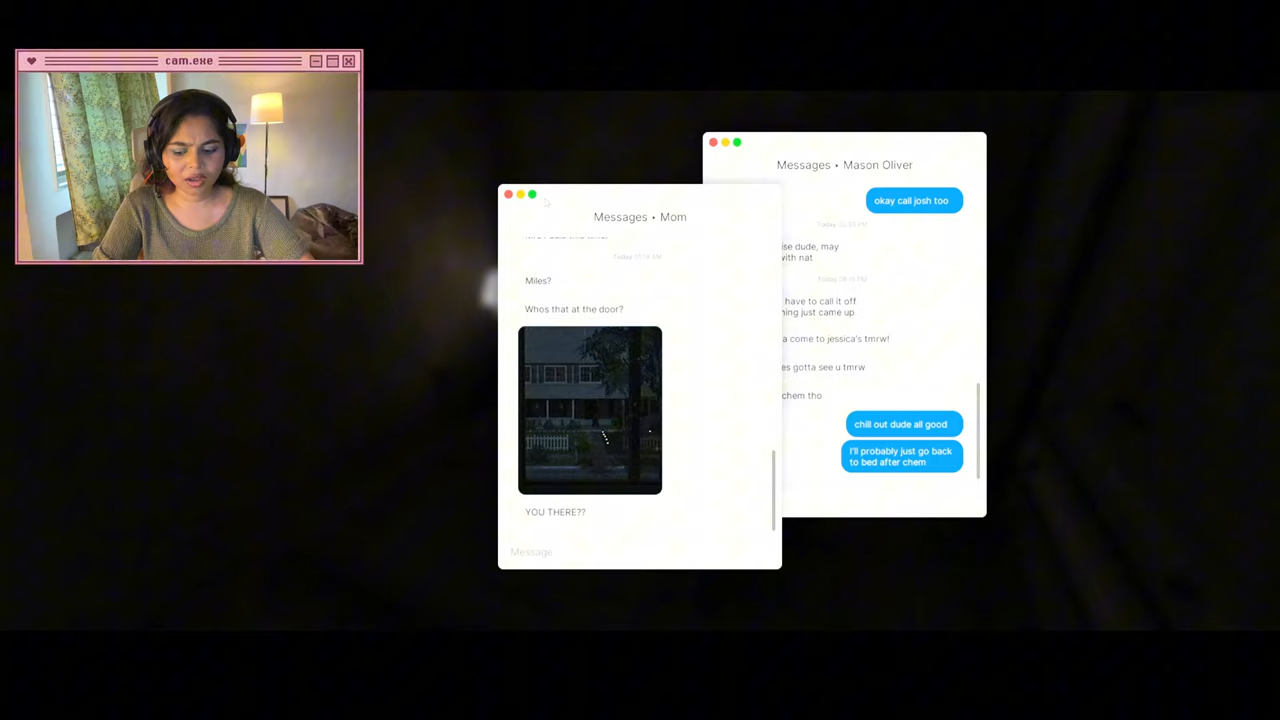 cam.exe
Messages • Mason Oliver
okay call josh too
ise dude, may
with nat
have to call it off
ning just came up
a come to jessica's tmrw!
es gotta see u tmrw
chem tho
chill out dude all good
I'll probably just go back
to bed after chem
Messages • Mom
Miles?
Whos that at the door?
YOU THERE??
Message